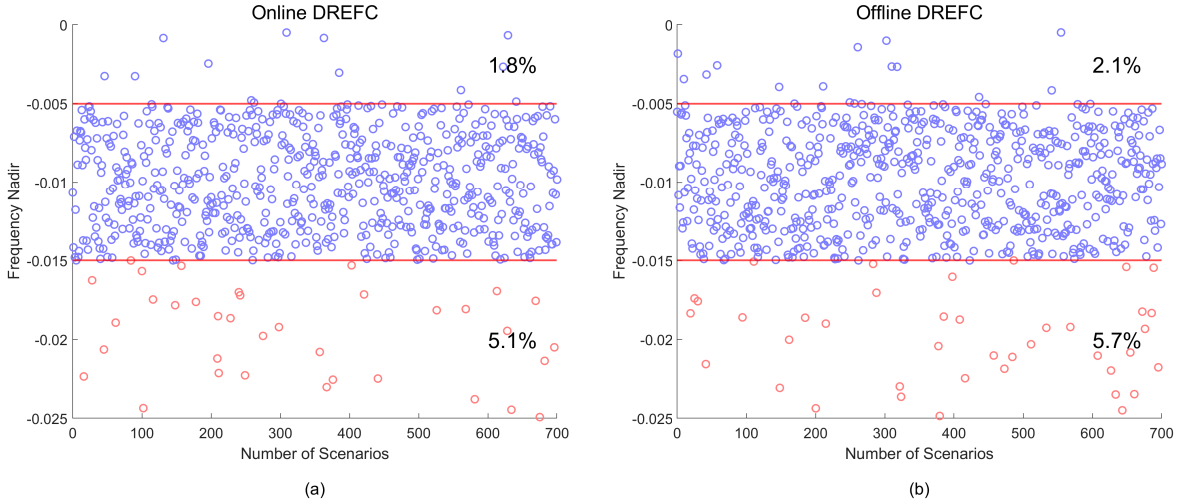 Online DREFC
0
-0.005
-0.01
-0.015
-0.02
-0.025
Frequency Nadir
1.8%
5.1%
0 100 200 300 400 500 600 700
Number of Scenarios
(a)
Offline DREFC
0
-0.005
-0.01
-0.015
-0.02
-0.025
Frequency Nadir
2.1%
5.7%
0 100 200 300 400 500 600 700
Number of Scenarios
(b)